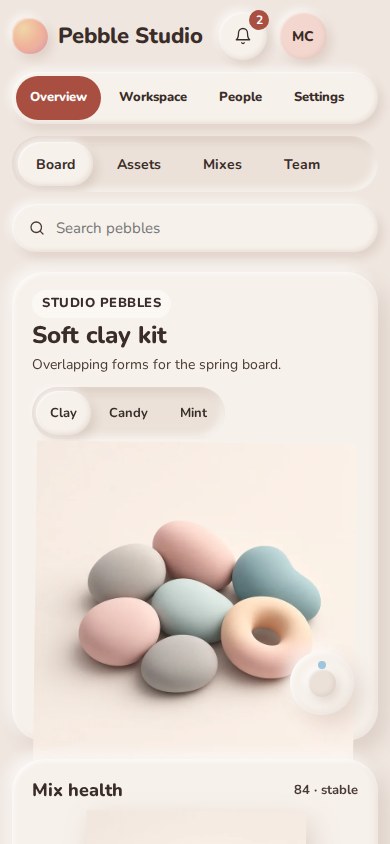 Pebble Studio
2
MC
Overview Workspace People Settings
Board Assets Mixes Team
Search pebbles
STUDIO PEBBLES
Soft clay kit
Overlapping forms for the spring board.
Clay Candy Mint
Mix health
84 · stable